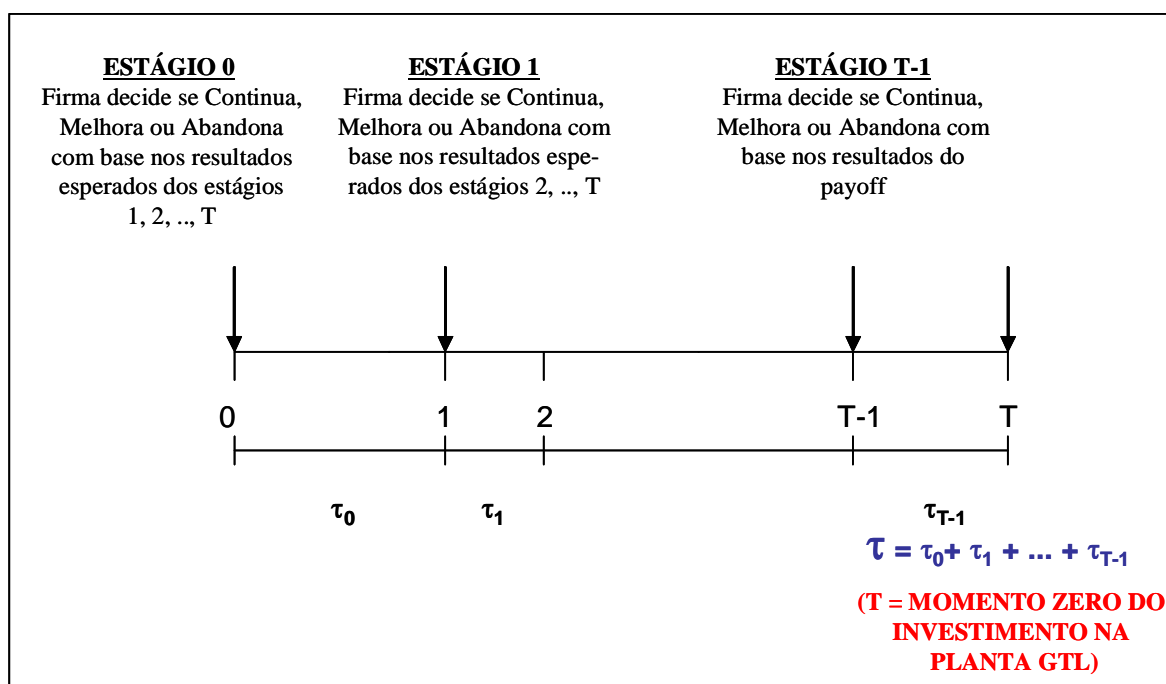 ESTÁGIO 0
Firma decide se Continua,
Melhora ou Abandona
com base nos resultados
esperados dos estágios
1, 2, .., T
ESTÁGIO 1
Firma decide se Continua,
Melhora ou Abandona com
base nos resultados espe-
rados dos estágios 2, .., T
ESTÁGIO T-1
Firma decide se Continua,
Melhora ou Abandona com
base nos resultados do
payoff
0 1 2 T-1 T
τ0 τ1 τT-1
τ = τ0+ τ1 + ... + τT-1
(T = MOMENTO ZERO DO
INVESTIMENTO NA
PLANTA GTL)